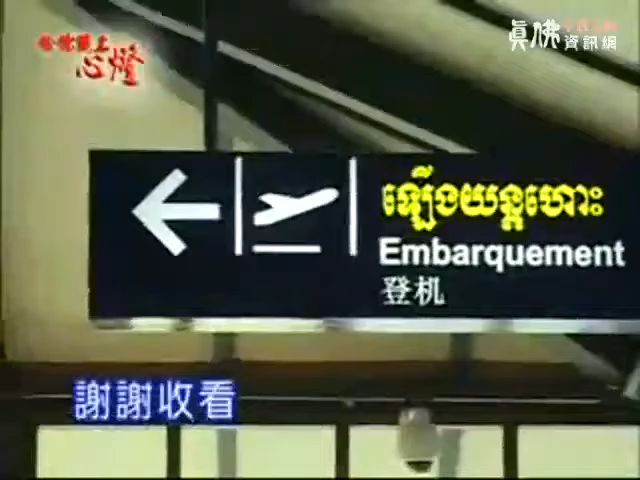 心燈
真佛
資訊網
ឡើងយន្តហោះ
Embarquement
登机
謝謝收看